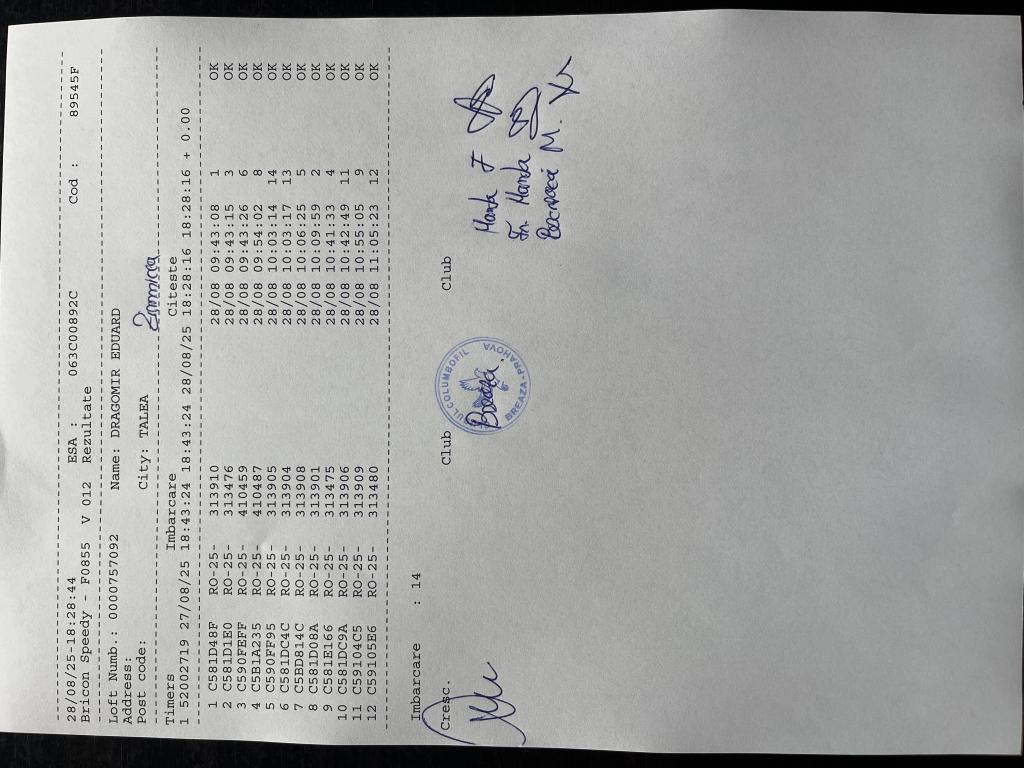 28/08/25-18:28:44 ESA : 063C00892C Cod : 89545F
Bricon Speedy - F0855 V 012 Rezultate
Loft Numb.: 0000757092 Name: DRAGOMIR EDUARD
Address:
Post code: City: TALEA
Timers Imbarcare Citeste
1 52002719 27/08/25 18:43:24 18:43:24 28/08/25 18:28:16 18:28:16 + 0.00
1 C581D48F RO-25- 313910 28/08 09:43:08 1 OK
2 C581D1E0 RO-25- 313476 28/08 09:43:15 3 OK
3 C590FEFF RO-25- 410459 28/08 09:43:26 6 OK
4 C5B1A235 RO-25- 410487 28/08 09:54:02 8 OK
5 C590FF95 RO-25- 313905 28/08 10:03:14 14 OK
6 C581DC4C RO-25- 313904 28/08 10:03:17 13 OK
7 C5BD814C RO-25- 313908 28/08 10:06:25 5 OK
8 C581D08A RO-25- 313901 28/08 10:09:59 2 OK
9 C581E166 RO-25- 313475 28/08 10:41:33 4 OK
10 C581DC9A RO-25- 313906 28/08 10:42:49 11 OK
11 C59104C5 RO-25- 313909 28/08 10:55:05 9 OK
12 C59105E6 RO-25- 313480 28/08 11:05:23 12 OK
Imbarcare : 14
Cresc. Club Club
UL COLUMBOFIL PRAHOVA
Breaza.
BREAZA - PRAHOVA
Manta F
Fn Manta
M.